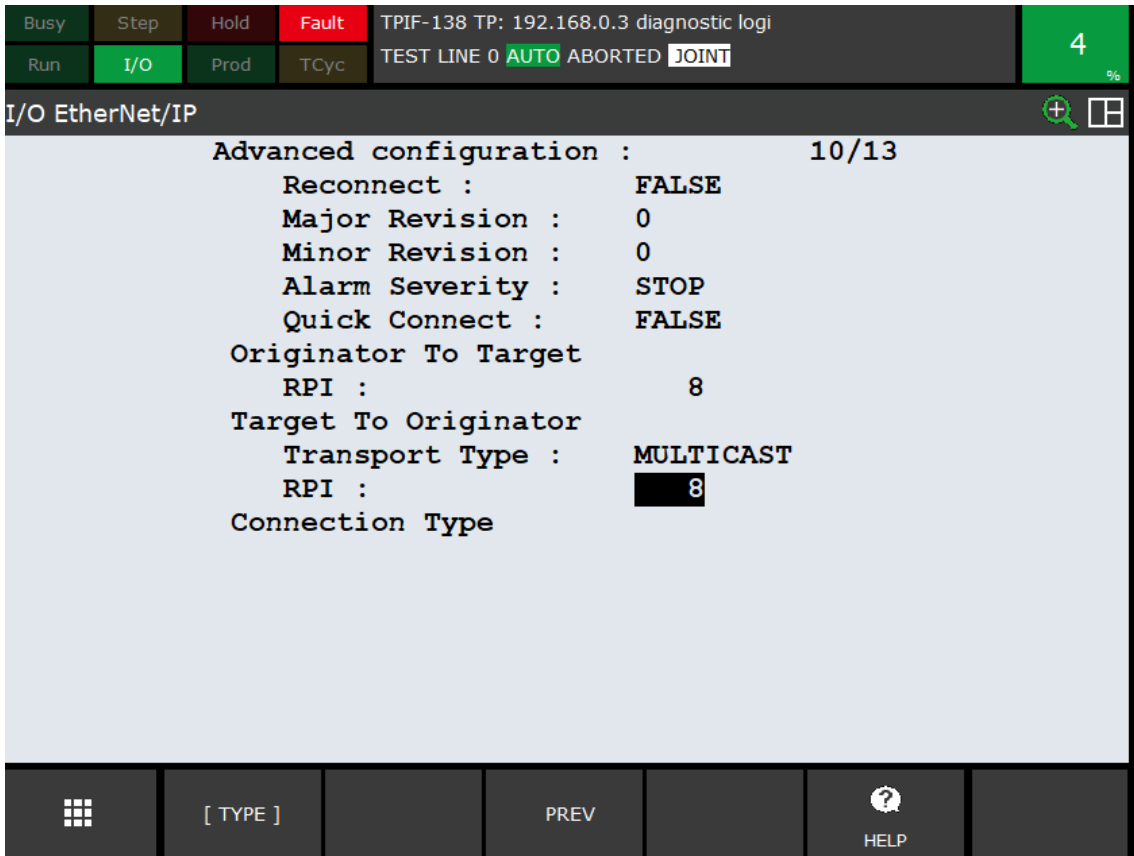 Busy Step Hold Fault TPIF-138 TP: 192.168.0.3 diagnostic logi
Run I/O Prod TCyc TEST LINE 0 AUTO ABORTED JOINT
4
%
I/O EtherNet/IP
Advanced configuration : 10/13
Reconnect : FALSE
Major Revision : 0
Minor Revision : 0
Alarm Severity : STOP
Quick Connect : FALSE
Originator To Target
RPI : 8
Target To Originator
Transport Type : MULTICAST
RPI : 8
Connection Type
[ TYPE ] PREV HELP